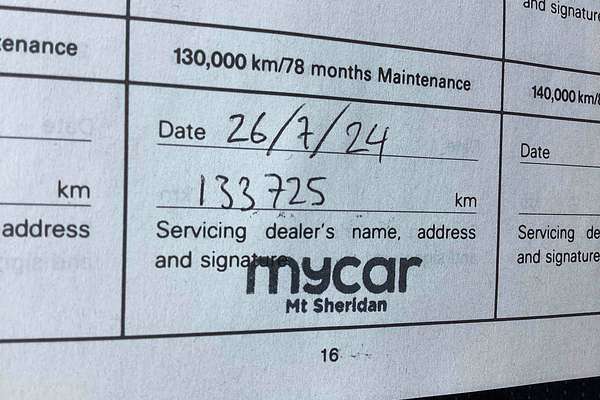 and signature
enance
130,000 km/78 months Maintenance
140,000 km/
Date 26/7/24
Date
133725 km
km
Servicing dealer's name, address
and signature
address
Servicing de
and signature
mycar
Mt Sheridan
16